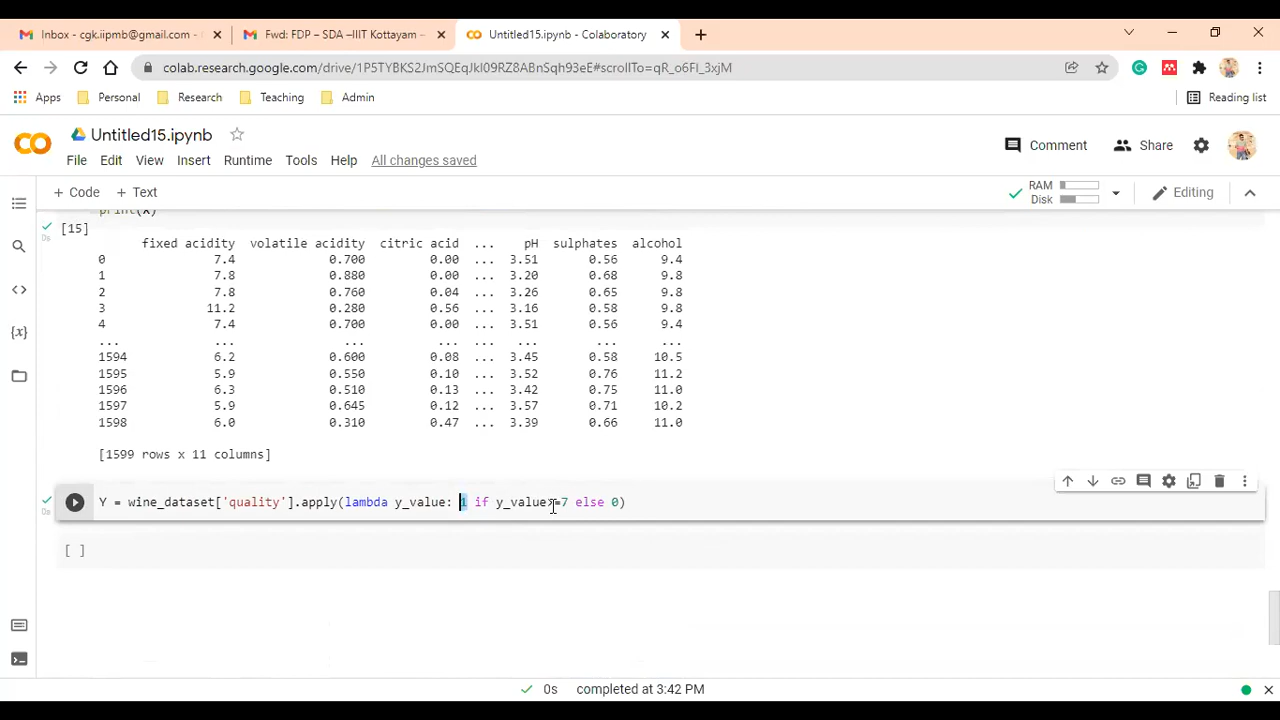 Inbox - cgk.iipmb@gmail.com -
Fwd: FDP – SDA –IIIT Kottayam –
Untitled15.ipynb - Colaboratory
colab.research.google.com/drive/1P5TYBKS2JmSQEqJkl09RZ8ABnSqh93eE#scrollTo=qR_o6Fl_3xjM
Apps Personal Research Teaching Admin Reading list
Untitled15.ipynb
Comment Share
File Edit View Insert Runtime Tools Help All changes saved
+ Code + Text RAM Disk Editing
print(X)
[15]
fixed acidity volatile acidity citric acid ... pH sulphates alcohol
0 7.4 0.700 0.00 ... 3.51 0.56 9.4
1 7.8 0.880 0.00 ... 3.20 0.68 9.8
2 7.8 0.760 0.04 ... 3.26 0.65 9.8
3 11.2 0.280 0.56 ... 3.16 0.58 9.8
4 7.4 0.700 0.00 ... 3.51 0.56 9.4
... ... ... ... ... ... ... ...
1594 6.2 0.600 0.08 ... 3.45 0.58 10.5
1595 5.9 0.550 0.10 ... 3.52 0.76 11.2
1596 6.3 0.510 0.13 ... 3.42 0.75 11.0
1597 5.9 0.645 0.12 ... 3.57 0.71 10.2
1598 6.0 0.310 0.47 ... 3.39 0.66 11.0
[1599 rows x 11 columns]
0s
Y = wine_dataset['quality'].apply(lambda y_value: 1 if y_value>=7 else 0)
[ ]
0s completed at 3:42 PM